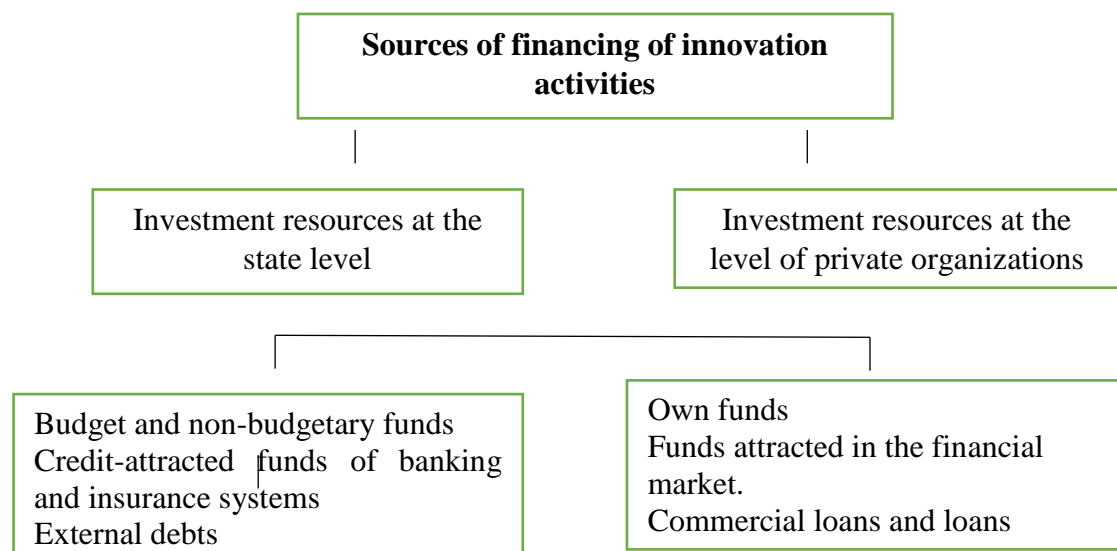 Sources of financing of innovation
activities
Investment resources at the
state level
Investment resources at the
level of private organizations
Budget and non-budgetary funds
Credit-attracted funds of banking
and insurance systems
External debts
Own funds
Funds attracted in the financial
market.
Commercial loans and loans